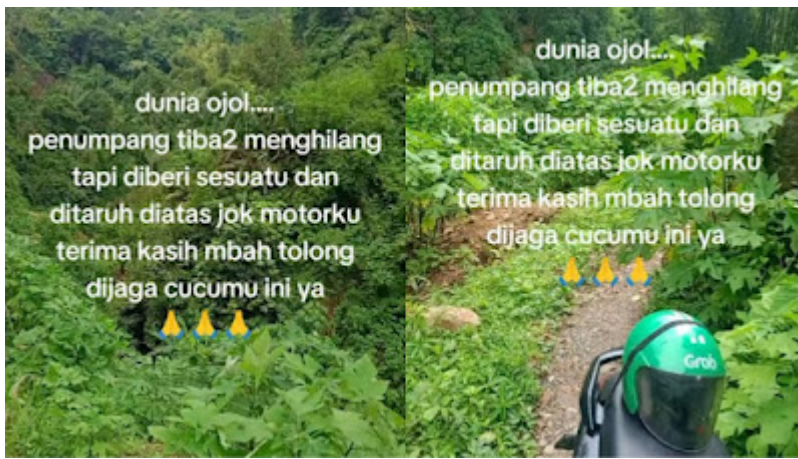 dunia ojol....
penumpang tiba2 menghilang
tapi diberi sesuatu dan
ditaruh diatas jok motorku
terima kasih mbah tolong
dijaga cucumu ini ya
🙏🙏🙏
dunia ojol....
penumpang tiba2 menghilang
tapi diberi sesuatu dan
ditaruh diatas jok motorku
terima kasih mbah tolong
dijaga cucumu ini ya
🙏🙏🙏
Grab